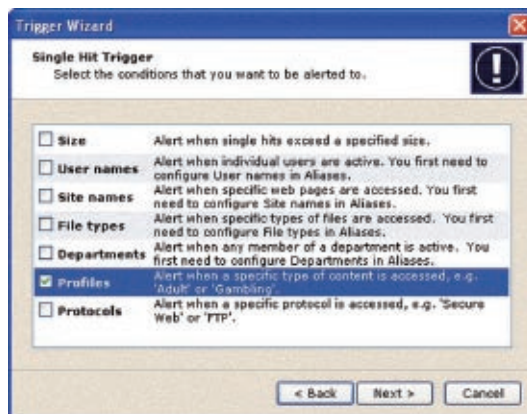 Trigger Wizard
Single Hit Trigger
Select the conditions that you want to be alerted to.
Size Alert when single hits exceed a specified size.
User names Alert when individual users are active. You first need to
configure User names in Aliases.
Site names Alert when specific web pages are accessed. You first
need to configure Site names in Aliases.
File types Alert when specific types of files are accessed. You first
need to configure File types in Aliases.
Departments Alert when any member of a department is active. You
first need to configure Departments in Aliases.
Profiles Alert when a specific type of content is accessed, e.g.
'Adult' or 'Gambling'.
Protocols Alert when a specific protocol is accessed, e.g. 'Secure
Web' or 'FTP'.
< Back Next > Cancel